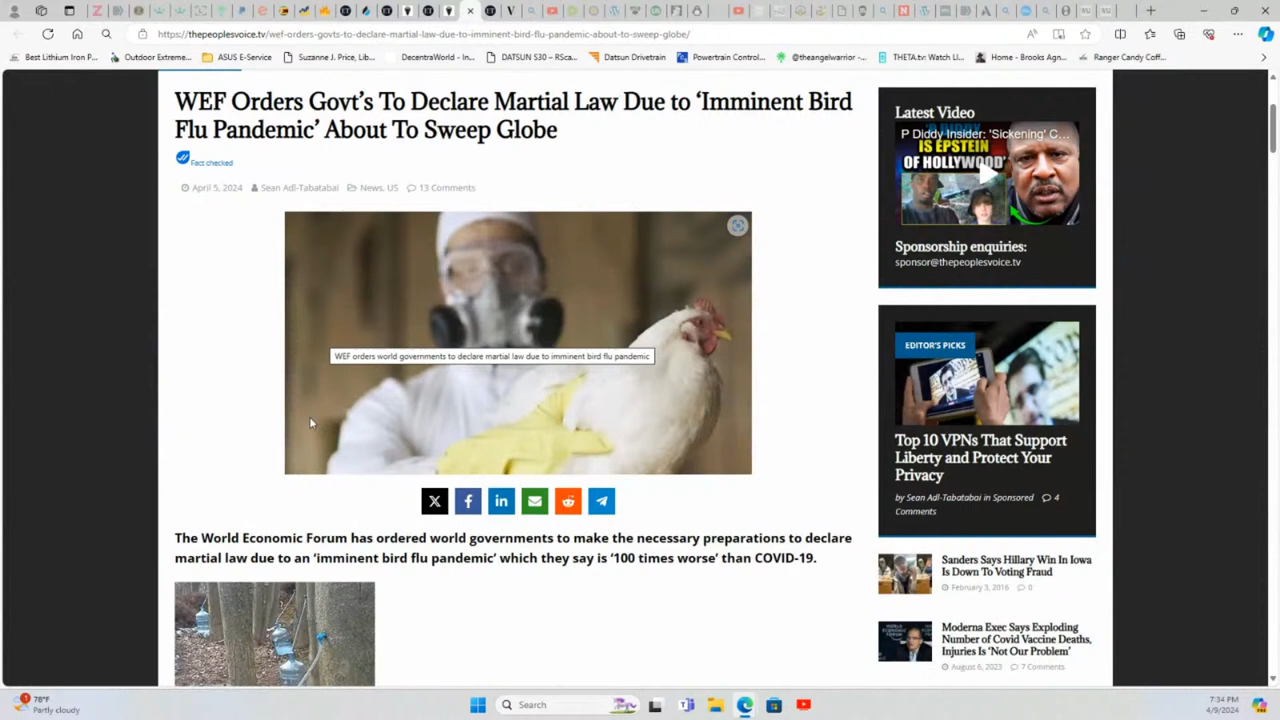 https://thepeoplesvoice.tv/wef-orders-govts-to-declare-martial-law-due-to-imminent-bird-flu-pandemic-about-to-sweep-globe/
Best Lithium Iron P...
Outdoor Extreme...
ASUS E-Service
Suzanne J. Price, Lib...
DecentraWorld - In...
DATSUN S30 – RSca...
Datsun Drivetrain
Powertrain Control...
@theangelwarrior -...
THETA.tv: Watch Li...
Home - Brooks Agn...
Ranger Candy Coff...
WEF Orders Govt's To Declare Martial Law Due to 'Imminent Bird
Flu Pandemic' About To Sweep Globe
Fact checked
April 5, 2024
Sean Adl-Tabatabai
News, US
13 Comments
WEF orders world governments to declare martial law due to imminent bird flu pandemic
The World Economic Forum has ordered world governments to make the necessary preparations to declare
martial law due to an 'imminent bird flu pandemic' which they say is '100 times worse' than COVID-19.
Latest Video
P Diddy Insider: 'Sickening' C...
IS EPSTEIN
OF HOLLYWOOD'
Sponsorship enquiries:
sponsor@thepeoplesvoice.tv
EDITOR'S PICKS
Top 10 VPNs That Support
Liberty and Protect Your
Privacy
by Sean Adl-Tabatabai in Sponsored 4
Comments
Sanders Says Hillary Win In Iowa
Is Down To Voting Fraud
February 3, 2016 0
Moderna Exec Says Exploding
Number of Covid Vaccine Deaths,
Injuries Is 'Not Our Problem'
August 6, 2023 7 Comments
1
78°F
Partly cloudy
Search
7:34 PM
4/9/2024